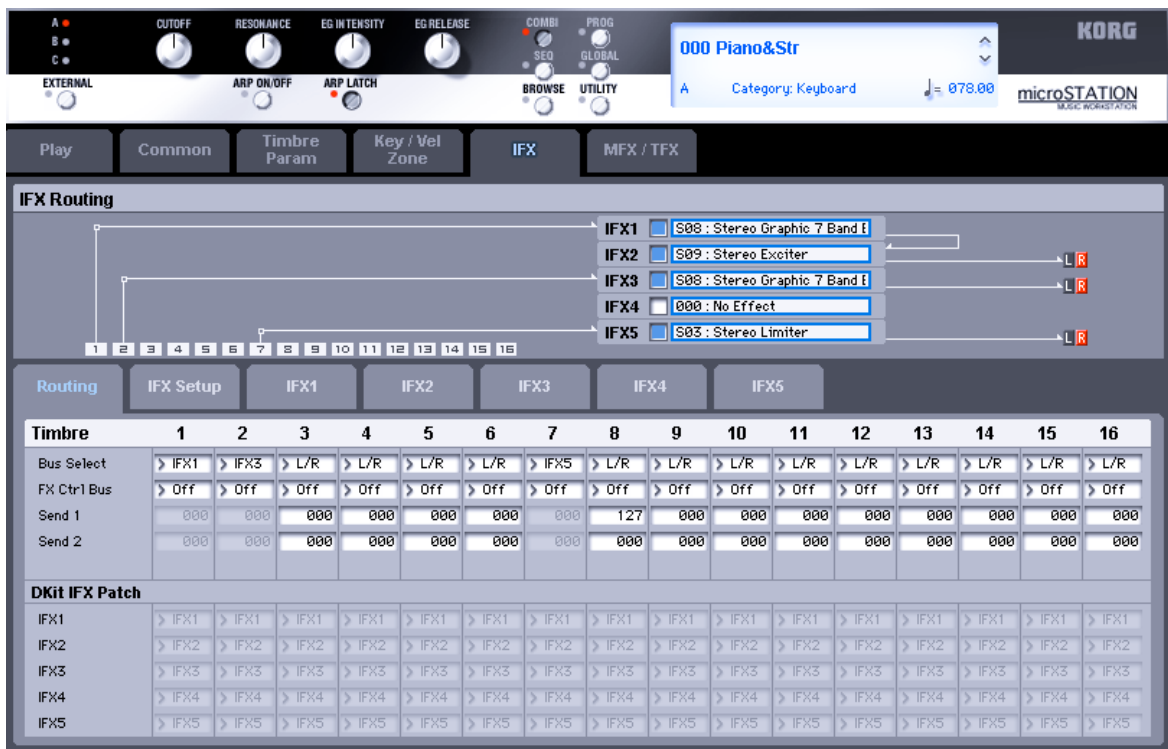 A CUTOFF RESONANCE EG INTENSITY EG RELEASE COMBI PROG KORG
B SEQ GLOBAL 000 Piano&Str
C
EXTERNAL ARP ON/OFF ARP LATCH BROWSE UTILITY A Category: Keyboard ♩= 078.00 microSTATION
MUSIC WORKSTATION
Play Common Timbre Param Key / Vel Zone IFX MFX / TFX
IFX Routing
IFX1 S08 : Stereo Graphic 7 Band E
IFX2 S09 : Stereo Exciter L R
IFX3 S08 : Stereo Graphic 7 Band E L R
IFX4 000 : No Effect
IFX5 S03 : Stereo Limiter L R
1 2 3 4 5 6 7 8 9 10 11 12 13 14 15 16
Routing IFX Setup IFX1 IFX2 IFX3 IFX4 IFX5
Timbre 1 2 3 4 5 6 7 8 9 10 11 12 13 14 15 16
Bus Select > IFX1 > IFX3 > L/R > L/R > L/R > L/R > IFX5 > L/R > L/R > L/R > L/R > L/R > L/R > L/R > L/R > L/R
FX Ctrl Bus > Off > Off > Off > Off > Off > Off > Off > Off > Off > Off > Off > Off > Off > Off > Off > Off
Send 1 000 000 000 000 000 000 000 127 000 000 000 000 000 000 000 000
Send 2 000 000 000 000 000 000 000 000 000 000 000 000 000 000 000 000
DKit IFX Patch
IFX1 > IFX1 > IFX1 > IFX1 > IFX1 > IFX1 > IFX1 > IFX1 > IFX1 > IFX1 > IFX1 > IFX1 > IFX1 > IFX1 > IFX1 > IFX1 > IFX1
IFX2 > IFX2 > IFX2 > IFX2 > IFX2 > IFX2 > IFX2 > IFX2 > IFX2 > IFX2 > IFX2 > IFX2 > IFX2 > IFX2 > IFX2 > IFX2 > IFX2
IFX3 > IFX3 > IFX3 > IFX3 > IFX3 > IFX3 > IFX3 > IFX3 > IFX3 > IFX3 > IFX3 > IFX3 > IFX3 > IFX3 > IFX3 > IFX3 > IFX3
IFX4 > IFX4 > IFX4 > IFX4 > IFX4 > IFX4 > IFX4 > IFX4 > IFX4 > IFX4 > IFX4 > IFX4 > IFX4 > IFX4 > IFX4 > IFX4 > IFX4
IFX5 > IFX5 > IFX5 > IFX5 > IFX5 > IFX5 > IFX5 > IFX5 > IFX5 > IFX5 > IFX5 > IFX5 > IFX5 > IFX5 > IFX5 > IFX5 > IFX5